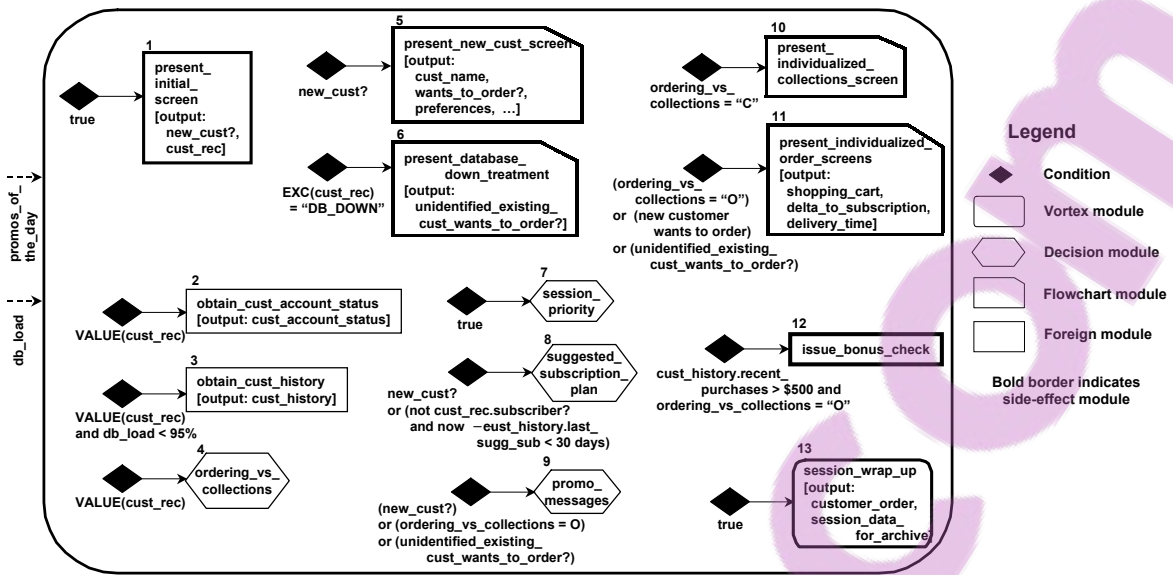 promos_of_
the_day
db_load
1
true
present_
initial_
screen
[output:
new_cust?,
cust_rec]
5
new_cust?
present_new_cust_screen
[output:
cust_name,
wants_to_order?,
preferences, …]
6
EXC(cust_rec)
= “DB_DOWN”
present_database_
down_treatment
[output:
unidentified_existing_
cust_wants_to_order?]
10
ordering_vs_
collections = “C”
present_
individualized_
collections_screen
11
(ordering_vs_
collections = “O”)
or (new customer
wants to order)
or (unidentified_existing_
cust_wants_to_order?)
present_individualized_
order_screens
[output:
shopping_cart,
delta_to_subscription,
delivery_time]
2
VALUE(cust_rec)
obtain_cust_account_status
[output: cust_account_status]
3
VALUE(cust_rec)
and db_load < 95%
obtain_cust_history
[output: cust_history]
4
VALUE(cust_rec)
ordering_vs_
collections
7
true
session_
priority
8
new_cust?
or (not cust_rec.subscriber?
and now –eust_history.last_
sugg_sub < 30 days)
suggested_
subscription_
plan
9
(new_cust?)
or (ordering_vs_collections = O)
or (unidentified_existing_
cust_wants_to_order?)
promo_
messages
12
cust_history.recent_
purchases > $500 and
ordering_vs_collections = “O”
issue_bonus_check
13
true
session_wrap_up
[output:
customer_order,
session_data_
for_archive]
Legend
Condition
Vortex module
Decision module
Flowchart module
Foreign module
Bold border indicates
side-effect module
com